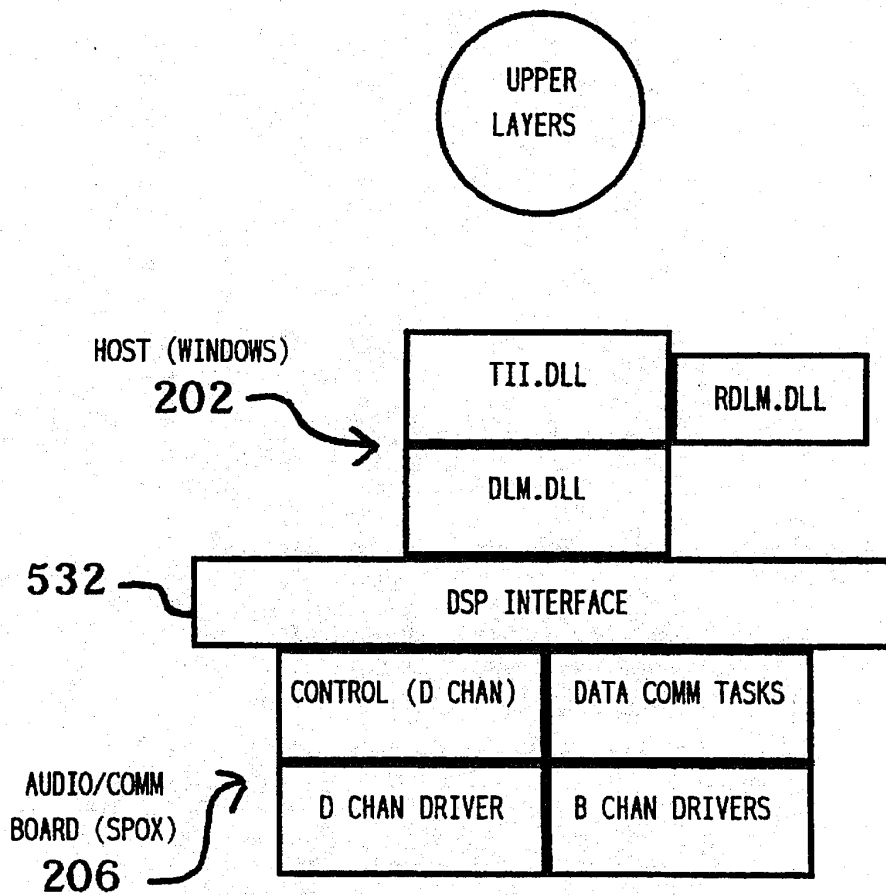 UPPER
LAYERS
HOST (WINDOWS)
202
TII.DLL
RDLM.DLL
DLM.DLL
532
DSP INTERFACE
CONTROL (D CHAN)
DATA COMM TASKS
AUDIO/COMM
BOARD (SPOX)
206
D CHAN DRIVER
B CHAN DRIVERS